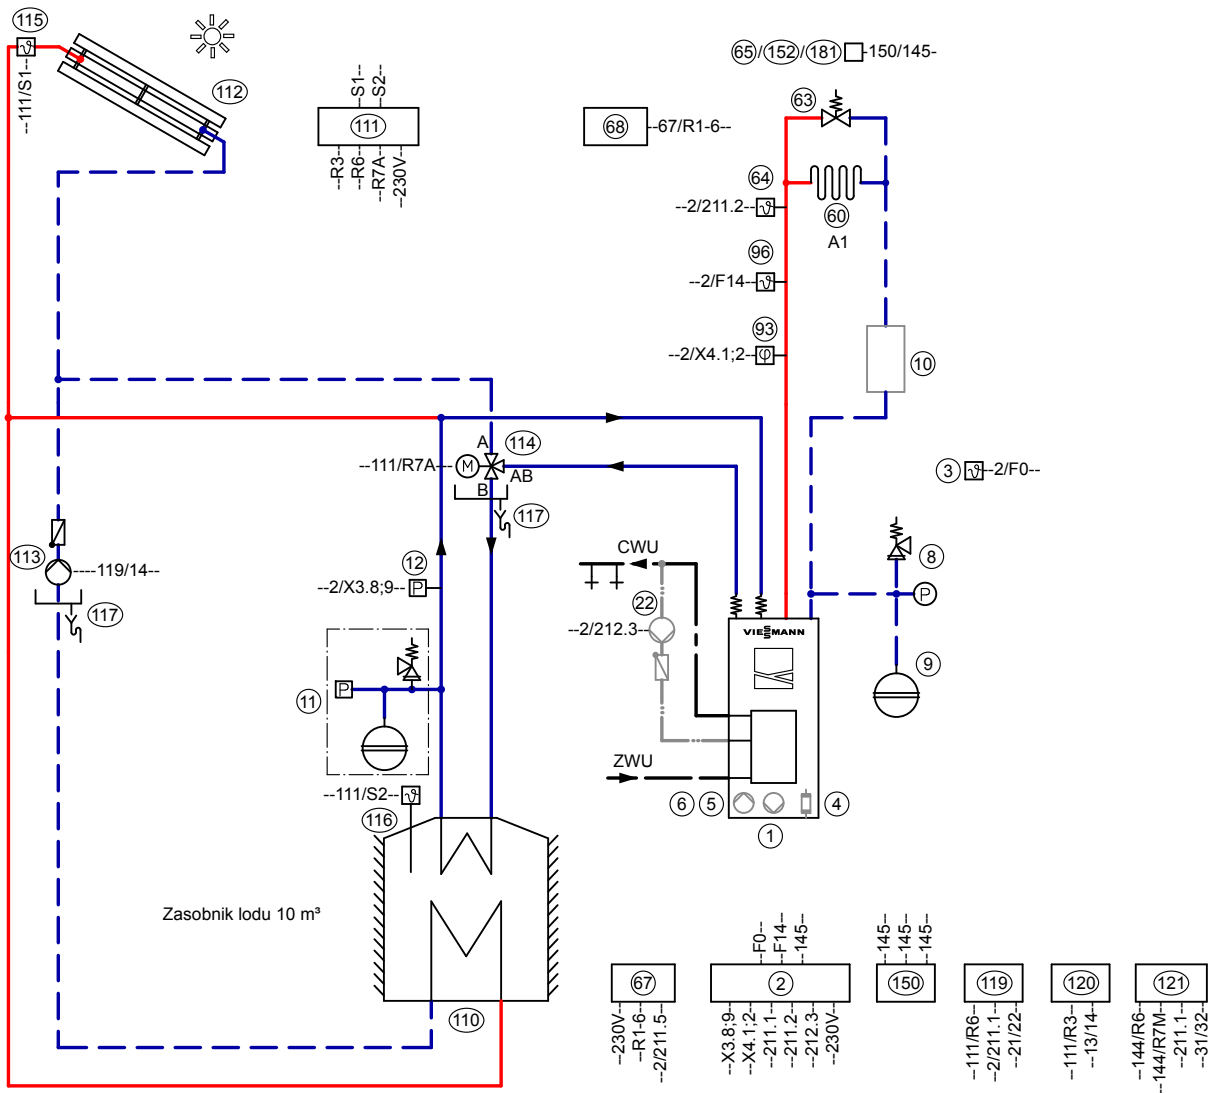 115
--111/S1--
112
S1--
S2--
111
--R3
--R6
--R7A
--230V
65/152/181 -150/145-
63
68 --67/R1-6--
64
--2/211.2--
60
A1
96
--2/F14--
93
--2/X4.1;2--
10
A 114
--111/R7A-- M
AB
B
117
3 --2/F0--
113
----119/14--
117
12
--2/X3.8;9-- P
CWU
22
--2/212.3--
8
P
VIESMANN
9
11 P
ZWU
--111/S2--
116
6 5 4
1
Zasobnik lodu 10 m³
110
--F0--
--F14--
--145--
-145--
-145--
-145--
67
2
150
119
120
121
--230V--
--R1-6--
--2/211.5--
--X3.8;9--
--X4.1;2--
--211.1--
--211.2--
--212.3--
--230V--
--111/R6--
--2/211.1--
--21/22--
--111/R3--
--13/14--
--144/R6--
--144/R7M--
--211.1--
--31/32--